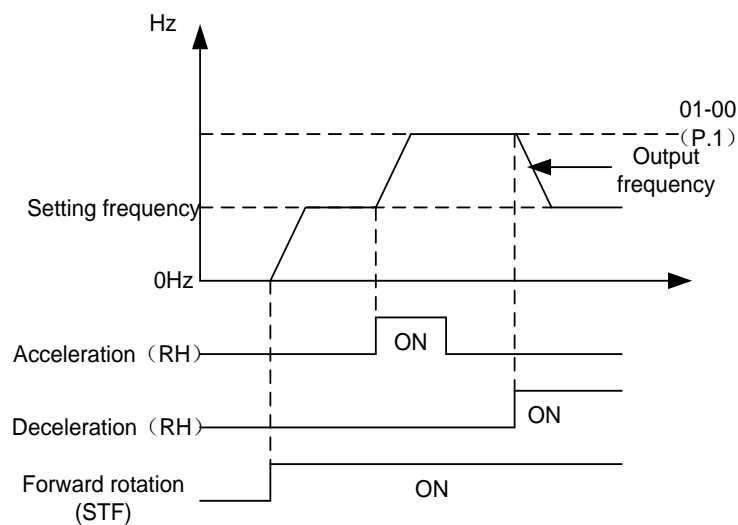 Hz
01-00
（P.1）
Output
frequency
Setting frequency
0Hz
Acceleration（RH）
ON
Deceleration（RH）
ON
Forward rotation
(STF)
ON